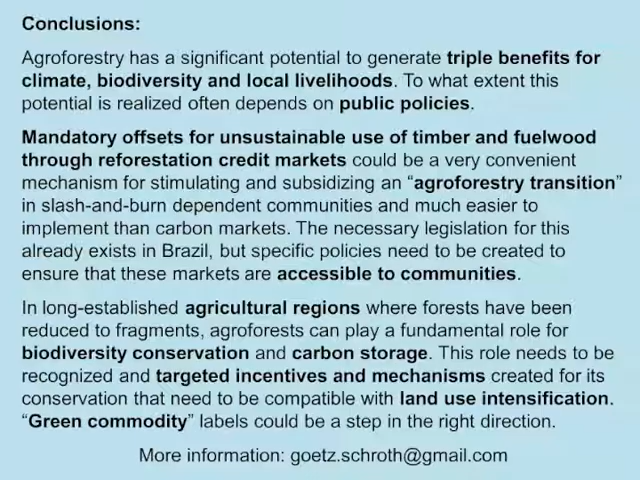 Conclusions:
Agroforestry has a significant potential to generate triple benefits for
climate, biodiversity and local livelihoods. To what extent this
potential is realized often depends on public policies.
Mandatory offsets for unsustainable use of timber and fuelwood
through reforestation credit markets could be a very convenient
mechanism for stimulating and subsidizing an “agroforestry transition”
in slash-and-burn dependent communities and much easier to
implement than carbon markets. The necessary legislation for this
already exists in Brazil, but specific policies need to be created to
ensure that these markets are accessible to communities.
In long-established agricultural regions where forests have been
reduced to fragments, agroforests can play a fundamental role for
biodiversity conservation and carbon storage. This role needs to be
recognized and targeted incentives and mechanisms created for its
conservation that need to be compatible with land use intensification.
“Green commodity” labels could be a step in the right direction.
More information: goetz.schroth@gmail.com